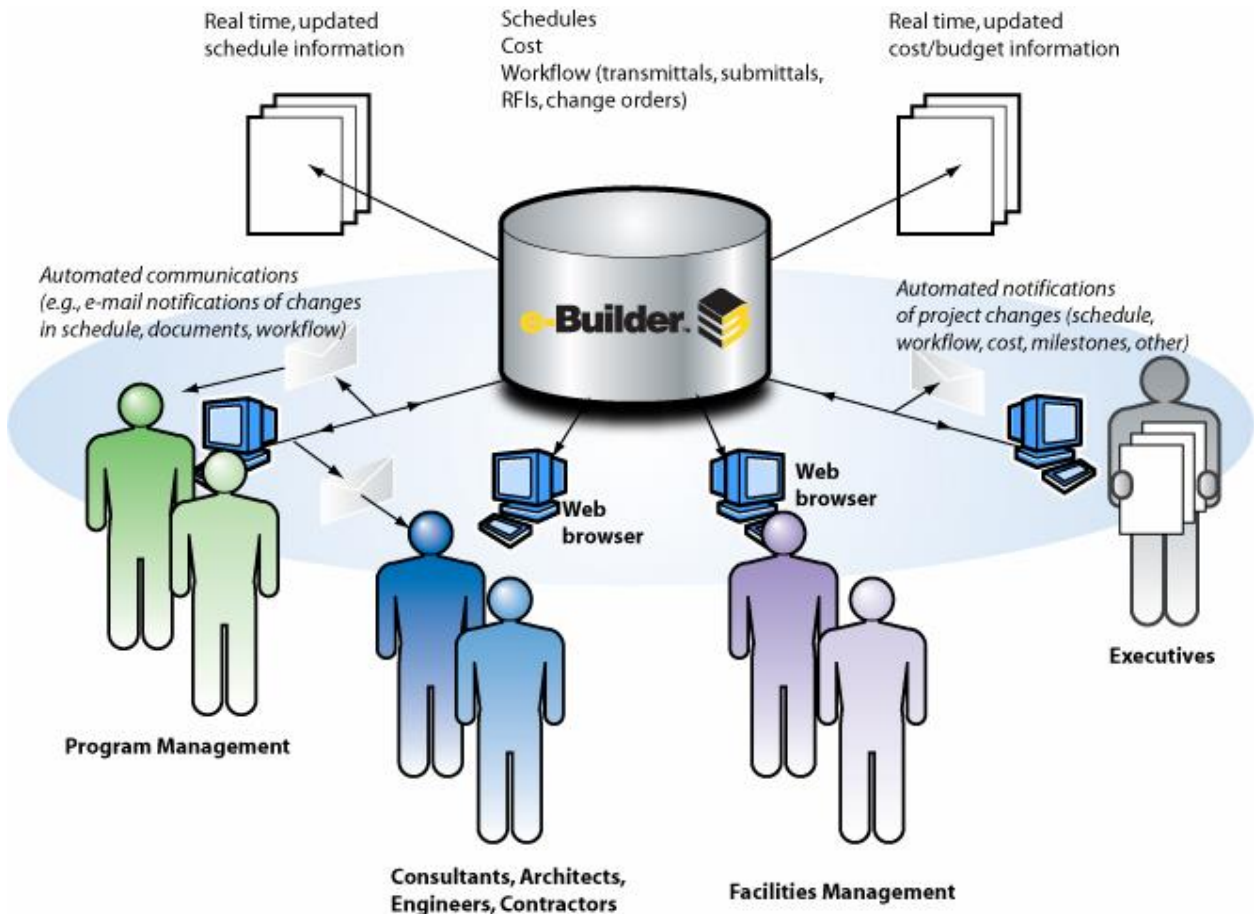 Real time, updated
schedule information
Schedules
Cost
Workflow (transmittals, submittals,
RFIs, change orders)
Real time, updated
cost/budget information
Automated communications
(e.g., e-mail notifications of changes
in schedule, documents, workflow)
e-Builder™
Automated notifications
of project changes (schedule,
workflow, cost, milestones, other)
Web
browser
Web
browser
Executives
Program Management
Consultants, Architects,
Engineers, Contractors
Facilities Management